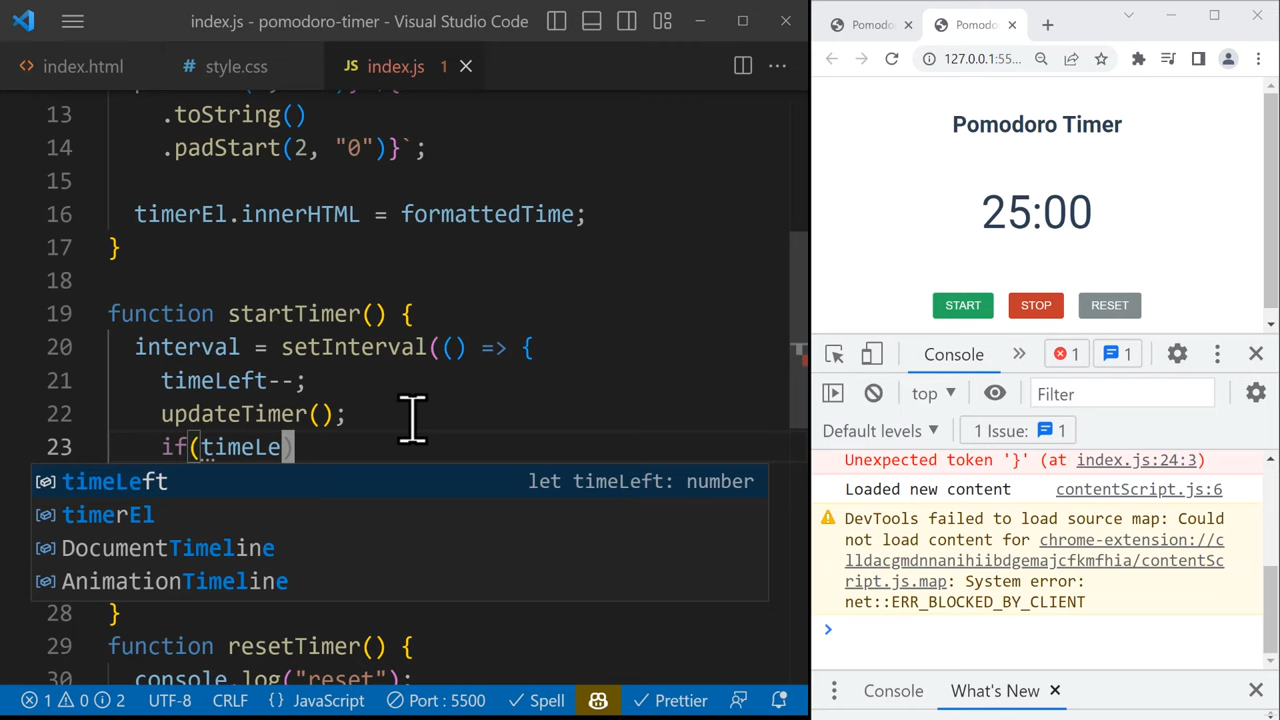 index.js - pomodoro-timer - Visual Studio Code
index.html
style.css
JS index.js 1
13 .toString()
14 .padStart(2, "0")}`;
15
16 timerEl.innerHTML = formattedTime;
17 }
18
19 function startTimer() {
20 interval = setInterval(() => {
21 timeLeft--;
22 updateTimer();
23 if(timeLe)
timeLeft let timeLeft: number
timerEl
DocumentTimeline
AnimationTimeline
28 }
29 function resetTimer() {
30 console.log("reset");
1 0 2 UTF-8 CRLF {} JavaScript Port : 5500 Spell Prettier
Pomodo
Pomodo
127.0.0.1:55...
Pomodoro Timer
25:00
START STOP RESET
Console » 1 1
top Filter
Default levels 1 Issue: 1
Unexpected token '}' (at index.js:24:3)
Loaded new content contentScript.js:6
DevTools failed to load source map: Could
not load content for chrome-extension://c
lldacgmdnnanihiibdgemajcfkmfhia/contentSc
ript.js.map: System error:
net::ERR_BLOCKED_BY_CLIENT
Console What's New